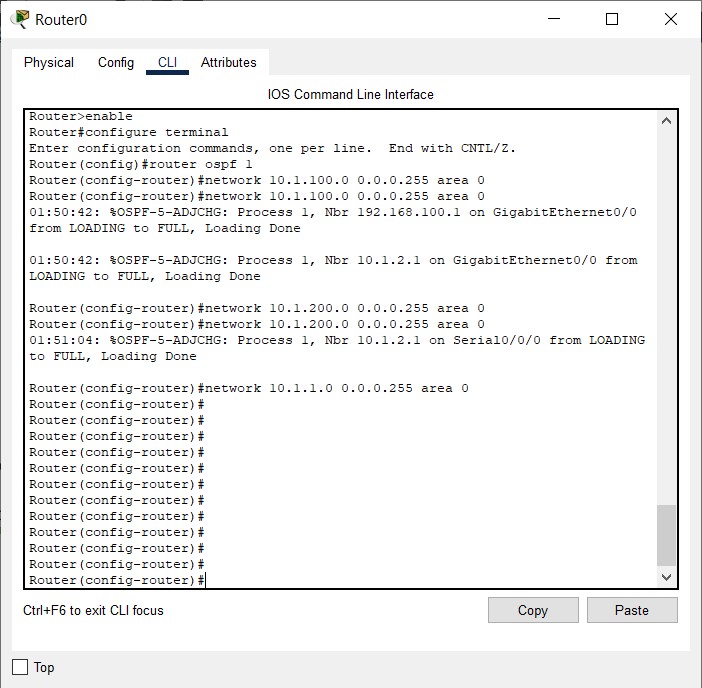 Router0
Physical Config CLI Attributes
IOS Command Line Interface
Router>enable
Router#configure terminal
Enter configuration commands, one per line.  End with CNTL/Z.
Router(config)#router ospf 1
Router(config-router)#network 10.1.100.0 0.0.0.255 area 0
Router(config-router)#network 10.1.100.0 0.0.0.255 area 0
01:50:42: %OSPF-5-ADJCHG: Process 1, Nbr 192.168.100.1 on GigabitEthernet0/0
from LOADING to FULL, Loading Done
01:50:42: %OSPF-5-ADJCHG: Process 1, Nbr 10.1.2.1 on GigabitEthernet0/0 from
LOADING to FULL, Loading Done
Router(config-router)#network 10.1.200.0 0.0.0.255 area 0
Router(config-router)#network 10.1.200.0 0.0.0.255 area 0
01:51:04: %OSPF-5-ADJCHG: Process 1, Nbr 10.1.2.1 on Serial0/0/0 from LOADING
to FULL, Loading Done
Router(config-router)#network 10.1.1.0 0.0.0.255 area 0
Router(config-router)#
Router(config-router)#
Router(config-router)#
Router(config-router)#
Router(config-router)#
Router(config-router)#
Router(config-router)#
Router(config-router)#
Router(config-router)#
Router(config-router)#
Router(config-router)#
Router(config-router)#
Ctrl+F6 to exit CLI focus
Copy Paste
Top